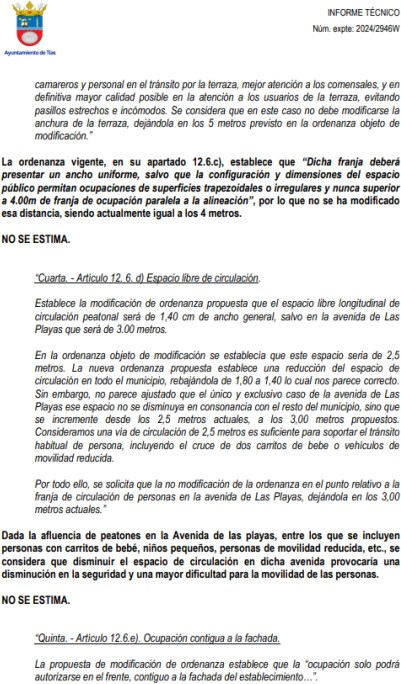 INFORME TÉCNICO
Núm. expte: 2024/2946W
Ayuntamiento de Tías
camareros y personal en el tránsito por la terraza, mejor atención a los comensales, y en
definitiva mayor calidad posible en la atención a los usuarios de la terraza, evitando
pasillos estrechos e incómodos. Se considera que en este caso no debe modificarse la
anchura de la terraza, dejándola en los 5 metros previsto en la ordenanza objeto de
modificación.”
La ordenanza vigente, en su apartado 12.6.c), establece que “Dicha franja deberá
presentar un ancho uniforme, salvo que la configuración y dimensiones del espacio
público permitan ocupaciones de superficies trapezoidales o irregulares y nunca superior
a 4.00m de franja de ocupación paralela a la alineación”, por lo que no se ha modificado
esa distancia, siendo actualmente igual a los 4 metros.
NO SE ESTIMA.
“Cuarta. - Artículo 12. 6. d) Espacio libre de circulación.
Establece la modificación de ordenanza propuesta que el espacio libre longitudinal de
circulación peatonal será de 1,40 cm de ancho general, salvo en la avenida de Las
Playas que será de 3.00 metros.
En la ordenanza objeto de modificación se establecía que este espacio seria de 2,5
metros. La nueva ordenanza propuesta establece una reducción del espacio de
circulación en todo el municipio, rebajándola de 1,80 a 1,40 lo cual nos parece correcto.
Sin embargo, no parece ajustado que el único y exclusivo caso de la avenida de Las
Playas ese espacio no se disminuya en consonancia con el resto del municipio, sino que
se incremente desde los 2,5 metros actuales, a los 3,00 metros propuestos.
Consideramos una vía de circulación de 2,5 metros es suficiente para soportar el tránsito
habitual de persona, incluyendo el cruce de dos carritos de bebe o vehículos de
movilidad reducida.
Por todo ello, se solicita que la no modificación de la ordenanza en el punto relativo a la
franja de circulación de personas en la avenida de Las Playas, dejándola en los 3,00
metros actuales.”
Dada la afluencia de peatones en la Avenida de las playas, entre los que se incluyen
personas con carritos de bebé, niños pequeños, personas de movilidad reducida, etc., se
considera que disminuir el espacio de circulación en dicha avenida provocaría una
disminución en la seguridad y una mayor dificultad para la movilidad de las personas.
NO SE ESTIMA.
“Quinta. - Artículo 12.6.e). Ocupación contigua a la fachada.
La propuesta de modificación de ordenanza establece que la “ocupación solo podrá
autorizarse en el frente, contiguo a la fachada del establecimiento…”.